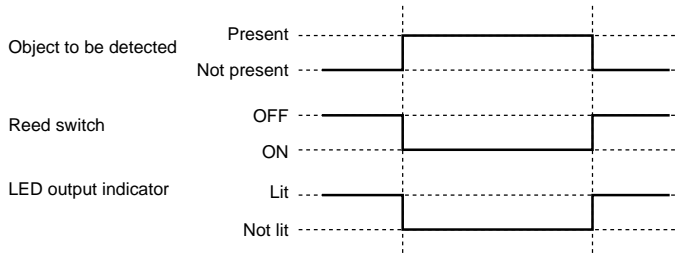 Object to be detected
Present
Not present
Reed switch
OFF
ON
LED output indicator
Lit
Not lit